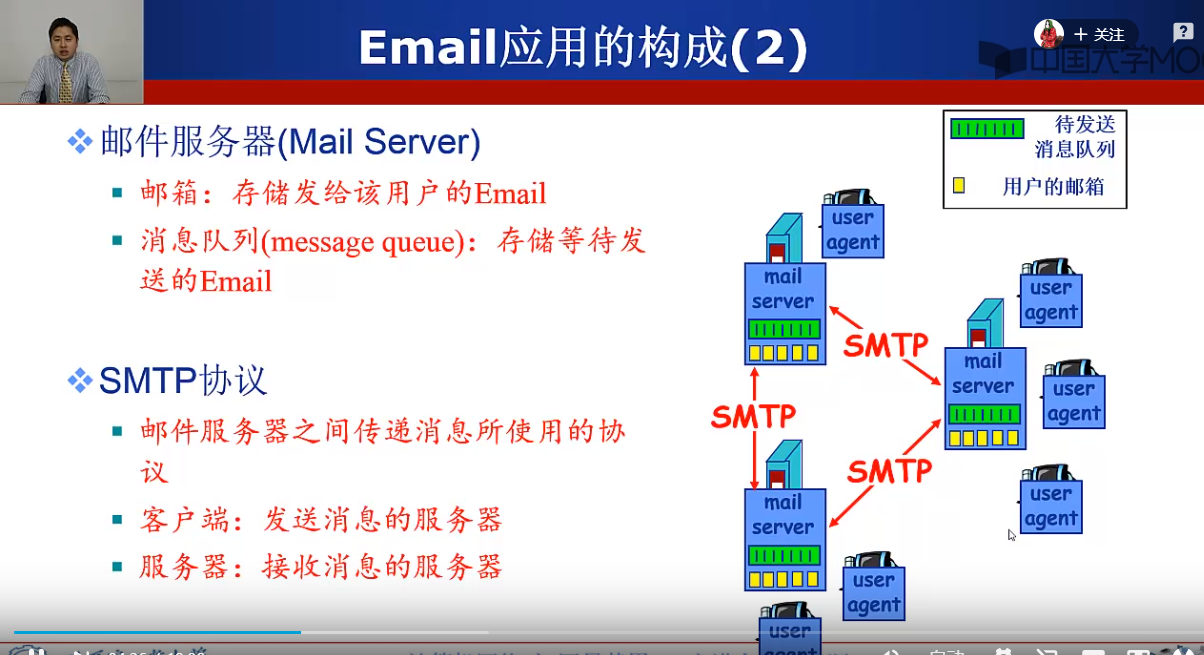 Email应用的构成(2)
+ 关注
?
中国大学MO
邮件服务器(Mail Server)
邮箱：存储发给该用户的Email
消息队列(message queue)：存储等待发
送的Email
SMTP协议
邮件服务器之间传递消息所使用的协
议
客户端：发送消息的服务器
服务器：接收消息的服务器
待发送
消息队列
用户的邮箱
user
agent
mail
server
user
agent
SMTP
mail
server
user
agent
SMTP
SMTP
user
agent
mail
server
user
agent
user